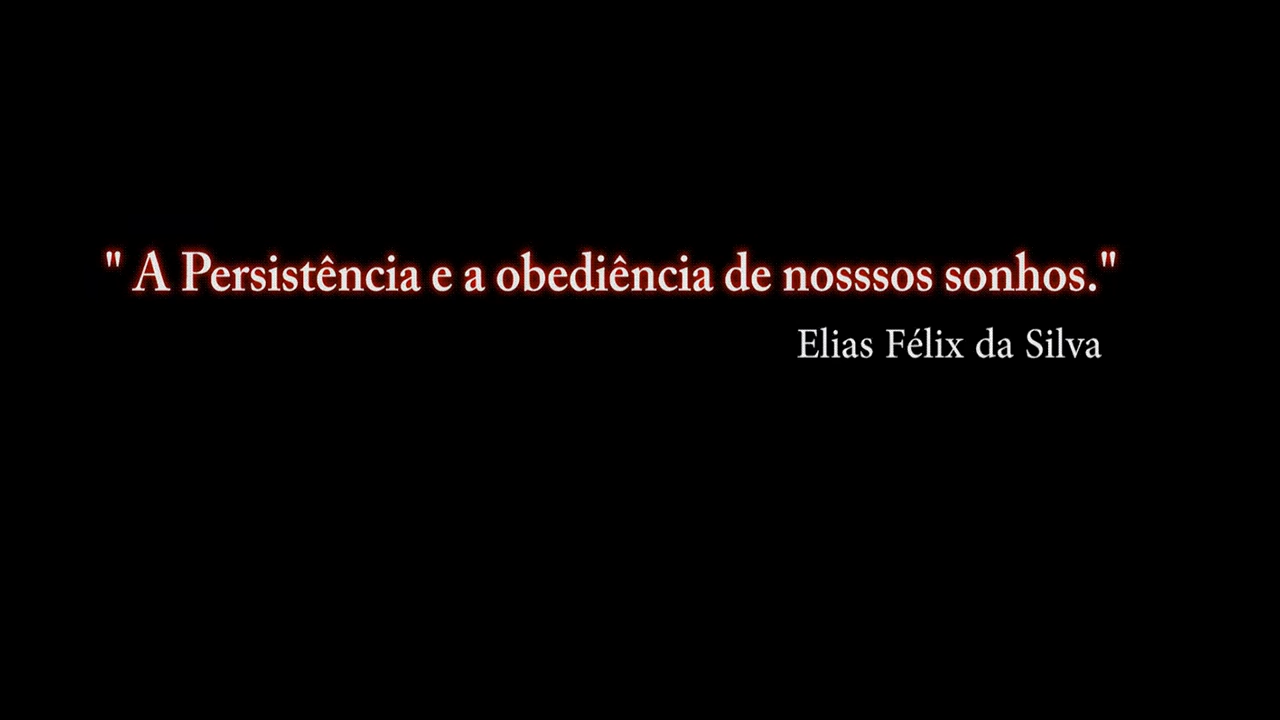 " A Persistência e a obediência de nosssos sonhos."
Elias Félix da Silva